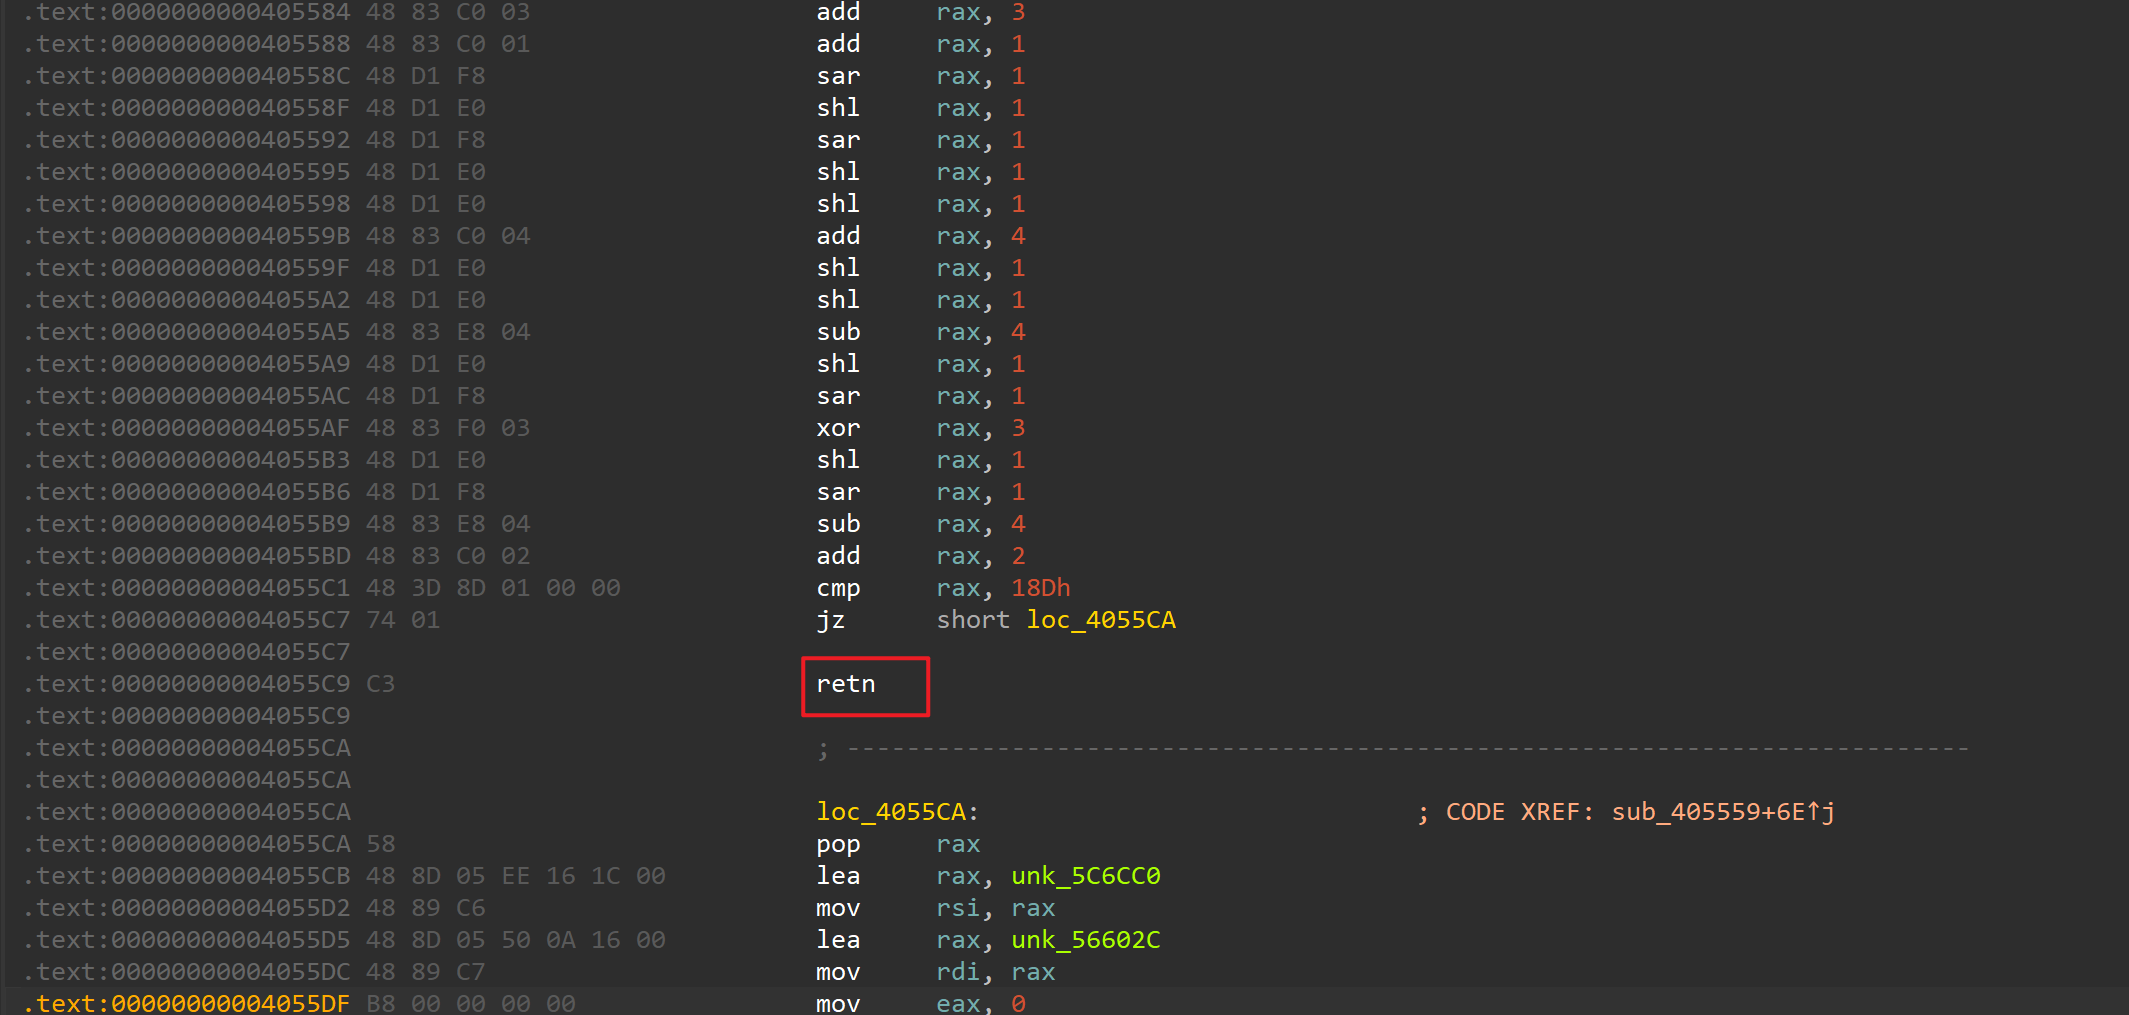 .text:0000000000405584 48 83 C0 03 add rax, 3
.text:0000000000405588 48 83 C0 01 add rax, 1
.text:000000000040558C 48 D1 F8 sar rax, 1
.text:000000000040558F 48 D1 E0 shl rax, 1
.text:0000000000405592 48 D1 F8 sar rax, 1
.text:0000000000405595 48 D1 E0 shl rax, 1
.text:0000000000405598 48 D1 E0 shl rax, 1
.text:000000000040559B 48 83 C0 04 add rax, 4
.text:000000000040559F 48 D1 E0 shl rax, 1
.text:00000000004055A2 48 D1 E0 shl rax, 1
.text:00000000004055A5 48 83 E8 04 sub rax, 4
.text:00000000004055A9 48 D1 E0 shl rax, 1
.text:00000000004055AC 48 D1 F8 sar rax, 1
.text:00000000004055AF 48 83 F0 03 xor rax, 3
.text:00000000004055B3 48 D1 E0 shl rax, 1
.text:00000000004055B6 48 D1 F8 sar rax, 1
.text:00000000004055B9 48 83 E8 04 sub rax, 4
.text:00000000004055BD 48 83 C0 02 add rax, 2
.text:00000000004055C1 48 3D 8D 01 00 00 cmp rax, 18Dh
.text:00000000004055C7 74 01 jz short loc_4055CA
.text:00000000004055C7
.text:00000000004055C9 C3 retn
.text:00000000004055C9
.text:00000000004055CA ; ---------------------------------------------------------------------------
.text:00000000004055CA
.text:00000000004055CA loc_4055CA: ; CODE XREF: sub_405559+6E↑j
.text:00000000004055CA 58 pop rax
.text:00000000004055CB 48 8D 05 EE 16 1C 00 lea rax, unk_5C6CC0
.text:00000000004055D2 48 89 C6 mov rsi, rax
.text:00000000004055D5 48 8D 05 50 0A 16 00 lea rax, unk_56602C
.text:00000000004055DC 48 89 C7 mov rdi, rax
.text:00000000004055DF B8 00 00 00 00 mov eax, 0